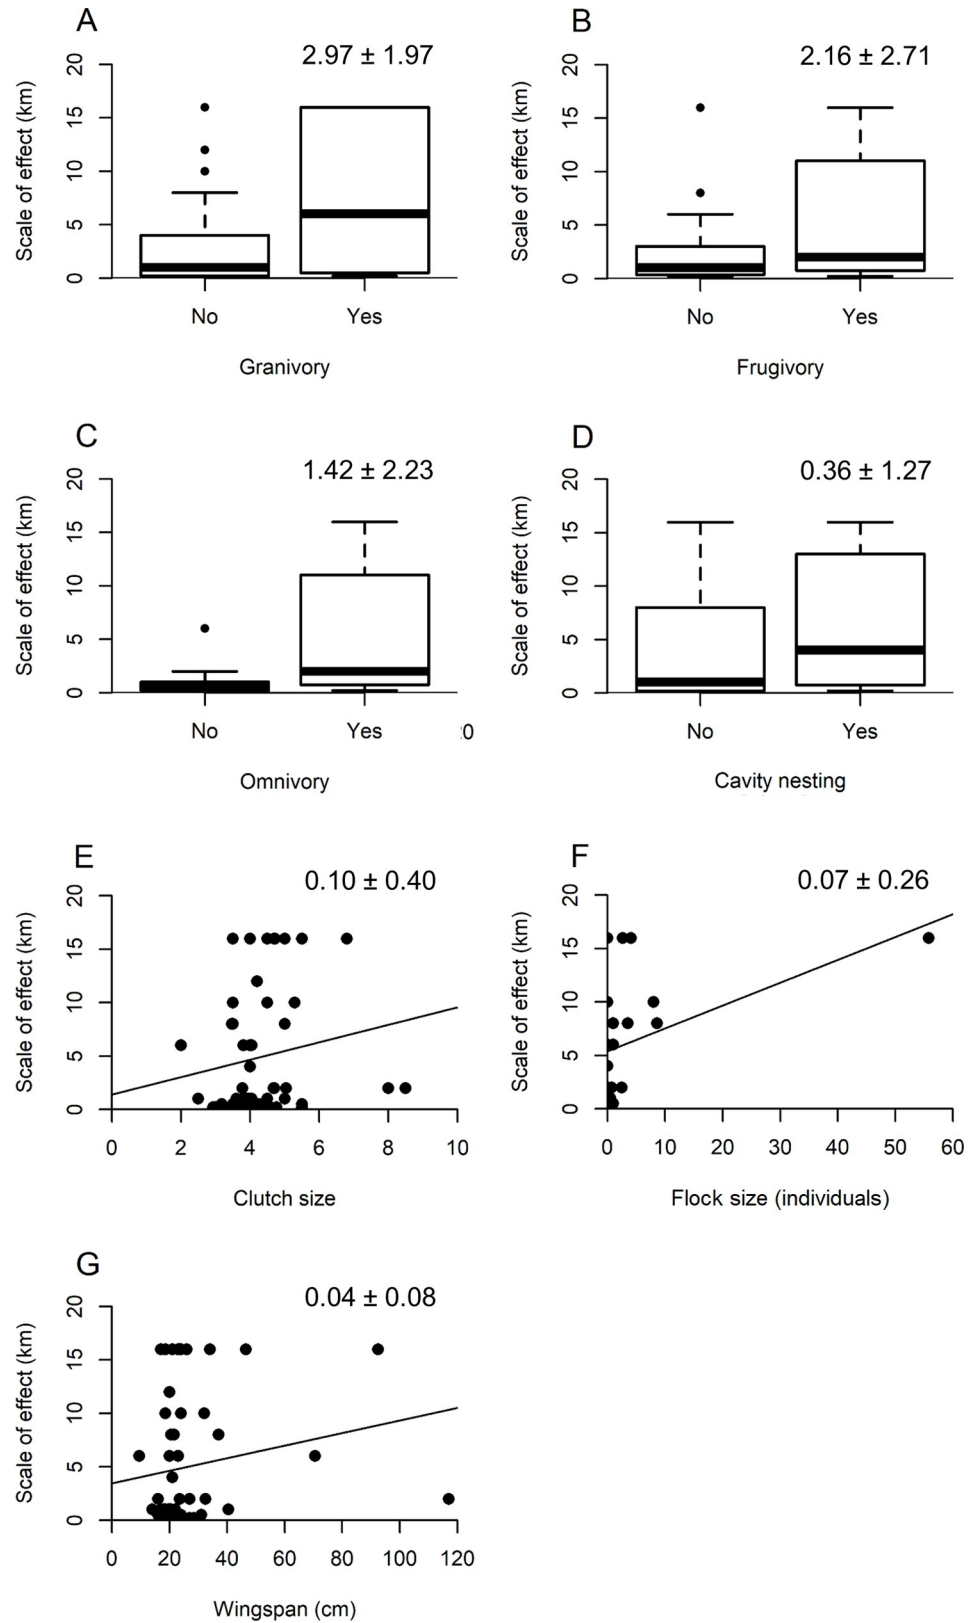 A
2.97 ± 1.97
Scale of effect (km)
0 5 10 15 20
No Yes
Granivory
B
2.16 ± 2.71
Scale of effect (km)
0 5 10 15 20
No Yes
Frugivory
C
1.42 ± 2.23
Scale of effect (km)
0 5 10 15 20
No Yes
Omnivory
D
0.36 ± 1.27
Scale of effect (km)
0 5 10 15 20
No Yes
Cavity nesting
E
0.10 ± 0.40
Scale of effect (km)
0 5 10 15 20
0 2 4 6 8 10
Clutch size
F
0.07 ± 0.26
Scale of effect (km)
0 5 10 15 20
0 10 20 30 40 50 60
Flock size (individuals)
G
0.04 ± 0.08
Scale of effect (km)
0 5 10 15 20
0 20 40 60 80 100 120
Wingspan (cm)